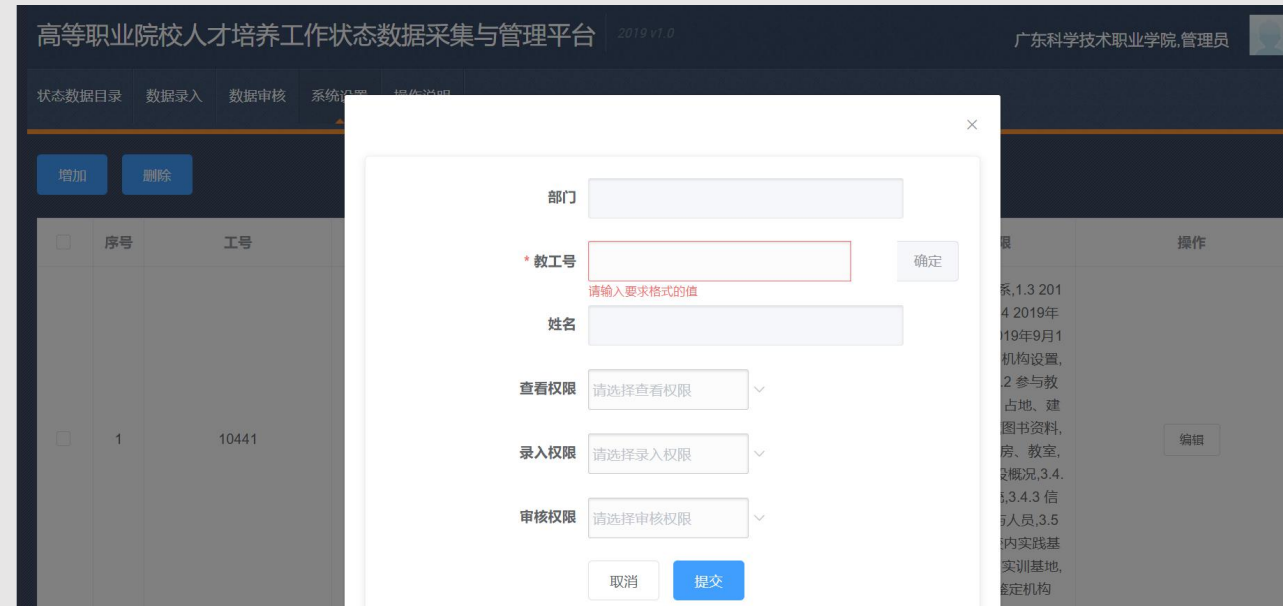 高等职业院校人才培养工作状态数据采集与管理平台 2019 v1.0
广东科学技术职业学院,管理员
状态数据目录 数据录入 数据审核 系统设置 操作说明
×
增加 删除
部门
序号 工号 限 操作
* 教工号 确定
请输入要求格式的值
系,1.3 201
姓名
4 2019年
019年9月1
机构设置,
查看权限 请选择查看权限
.2 参与教
占地、建
图书资料,
1 10441 编辑
房、教室,
录入权限 请选择录入权限
设概况,3.4.
,3.4.3 信
与人员,3.5
审核权限 请选择审核权限
内实践基
实训基地,
取消 提交
鉴定机构